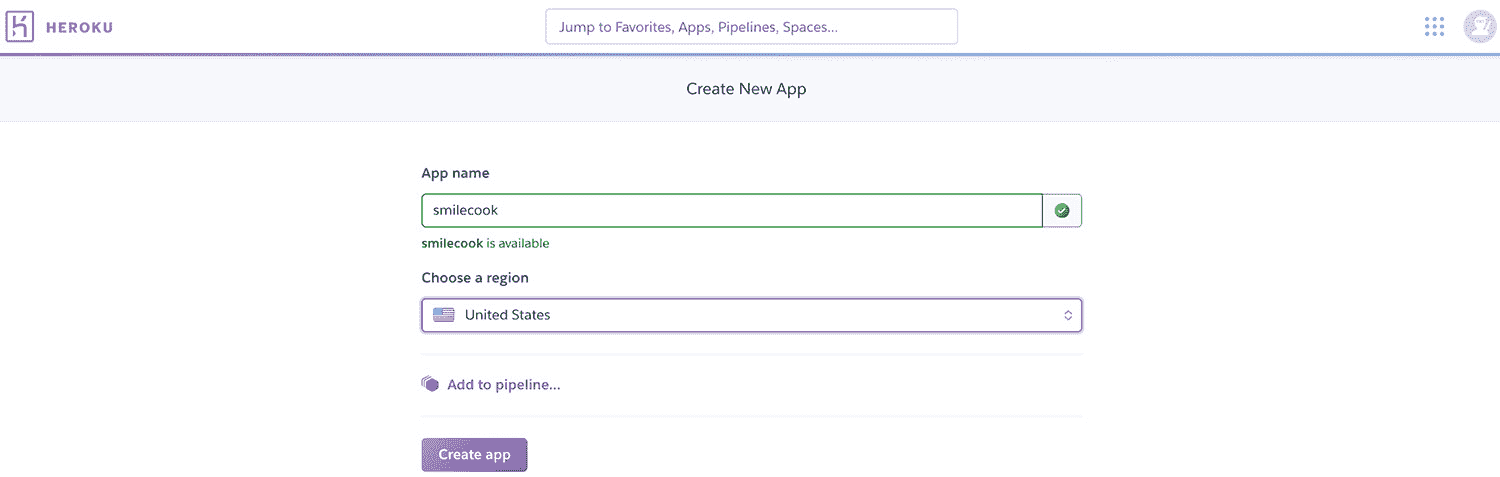 HEROKU
Jump to Favorites, Apps, Pipelines, Spaces...
Create New App
App name
smilecook
smilecook is available
Choose a region
United States
Add to pipeline...
Create app